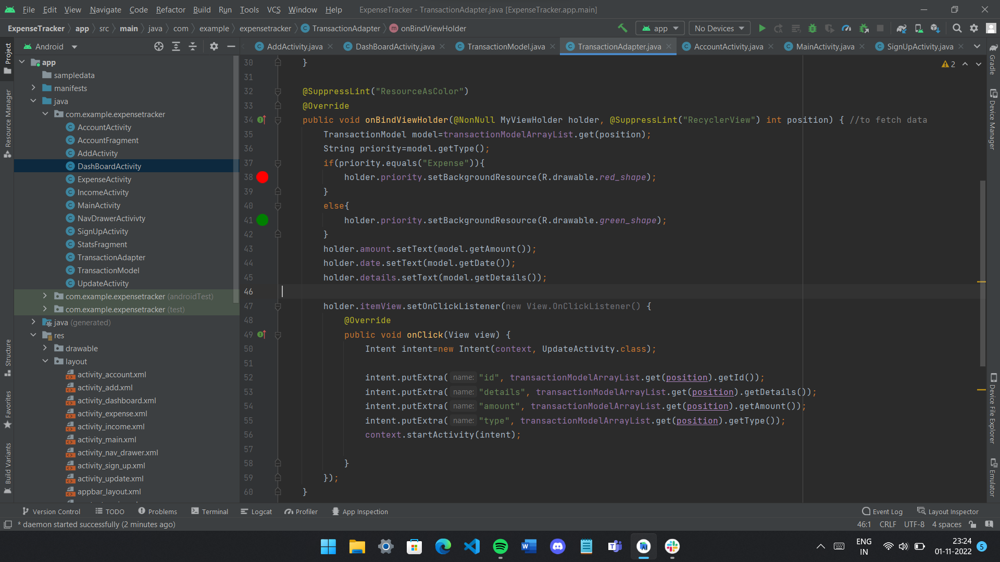 File Edit View Navigate Code Refactor Build Run Tools VCS Window Help ExpenseTracker - TransactionAdapter.java [ExpenseTracker.app.main]
ExpenseTracker app src main java com example expensetracker TransactionAdapter onBindViewHolder app No Devices
Android AddActivity.java DashBoardActivity.java TransactionModel.java TransactionAdapter.java AccountActivity.java MainActivity.java SignUpActivity.java
Project
Resource Manager
Structure
Favorites
Build Variants
app
sampledata
manifests
java
com.example.expensetracker
AccountActivity
AccountFragment
AddActivity
DashBoardActivity
ExpenseActivity
IncomeActivity
MainActivity
NavDrawerActivivty
SignUpActivity
StatsFragment
TransactionAdapter
TransactionModel
UpdateActivity
com.example.expensetracker (androidTest)
com.example.expensetracker (test)
java (generated)
res
drawable
layout
activity_account.xml
activity_add.xml
activity_dashboard.xml
activity_expense.xml
activity_income.xml
activity_main.xml
activity_nav_drawer.xml
activity_sign_up.xml
activity_update.xml
appbar_layout.xml
30 }
2
31
32 @SuppressLint("ResourceAsColor")
33 @Override
34 public void onBindViewHolder(@NonNull MyViewHolder holder, @SuppressLint("RecyclerView") int position) { //to fetch data
35 TransactionModel model=transactionModelArrayList.get(position);
36 String priority=model.getType();
37 if(priority.equals("Expense")){
38 holder.priority.setBackgroundResource(R.drawable.red_shape);
39 }
40 else{
41 holder.priority.setBackgroundResource(R.drawable.green_shape);
42 }
43 holder.amount.setText(model.getAmount());
44 holder.date.setText(model.getDate());
45 holder.details.setText(model.getDetails());
46
47 holder.itemView.setOnClickListener(new View.OnClickListener() {
48 @Override
49 public void onClick(View view) {
50 Intent intent=new Intent(context, UpdateActivity.class);
51
52 intent.putExtra( name: "id", transactionModelArrayList.get(position).getId());
53 intent.putExtra( name: "details", transactionModelArrayList.get(position).getDetails());
54 intent.putExtra( name: "amount", transactionModelArrayList.get(position).getAmount());
55 intent.putExtra( name: "type", transactionModelArrayList.get(position).getType());
56 context.startActivity(intent);
57
58 }
59 });
60 }
Gradle
Device Manager
Device File Explorer
Emulator
Version Control TODO Problems Terminal Logcat Profiler App Inspection Event Log Layout Inspector
* daemon started successfully (2 minutes ago) 46:1 CRLF UTF-8 4 spaces
ENG
IN
23:24
01-11-2022
5